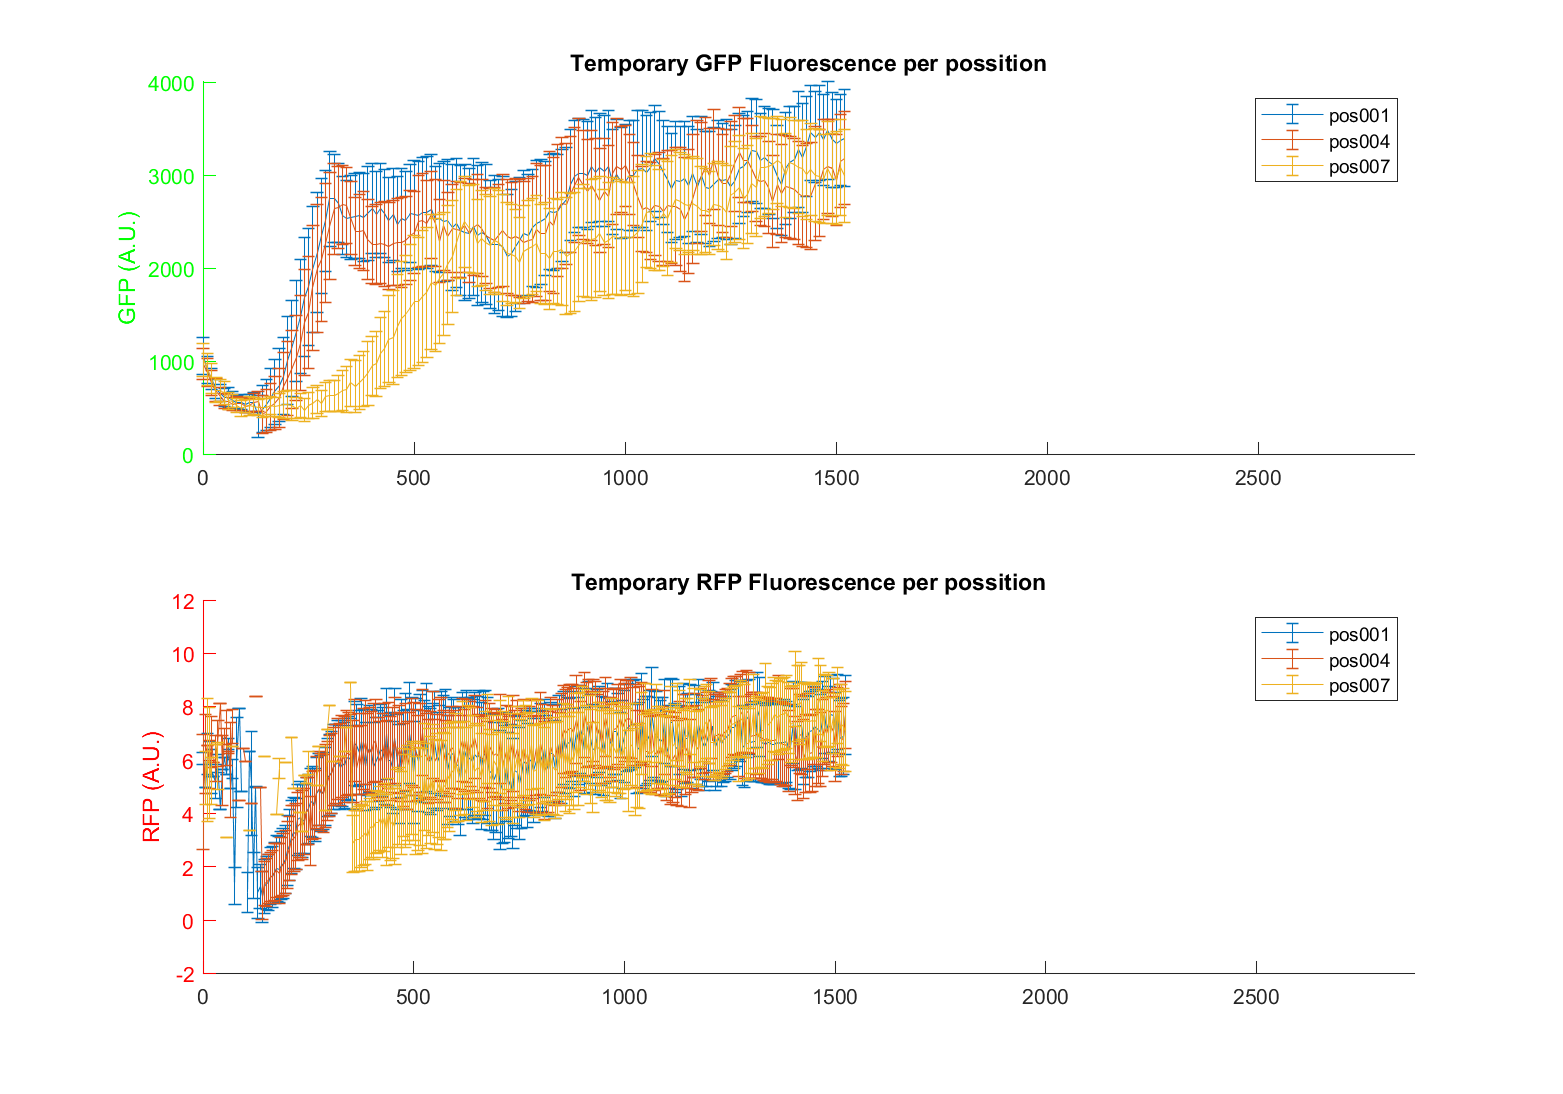 Temporary GFP Fluorescence per possition
GFP (A.U.)
4000
3000
2000
1000
0
0 500 1000 1500 2000 2500
pos001
pos004
pos007
Temporary RFP Fluorescence per possition
RFP (A.U.)
12
10
8
6
4
2
0
-2
0 500 1000 1500 2000 2500
pos001
pos004
pos007